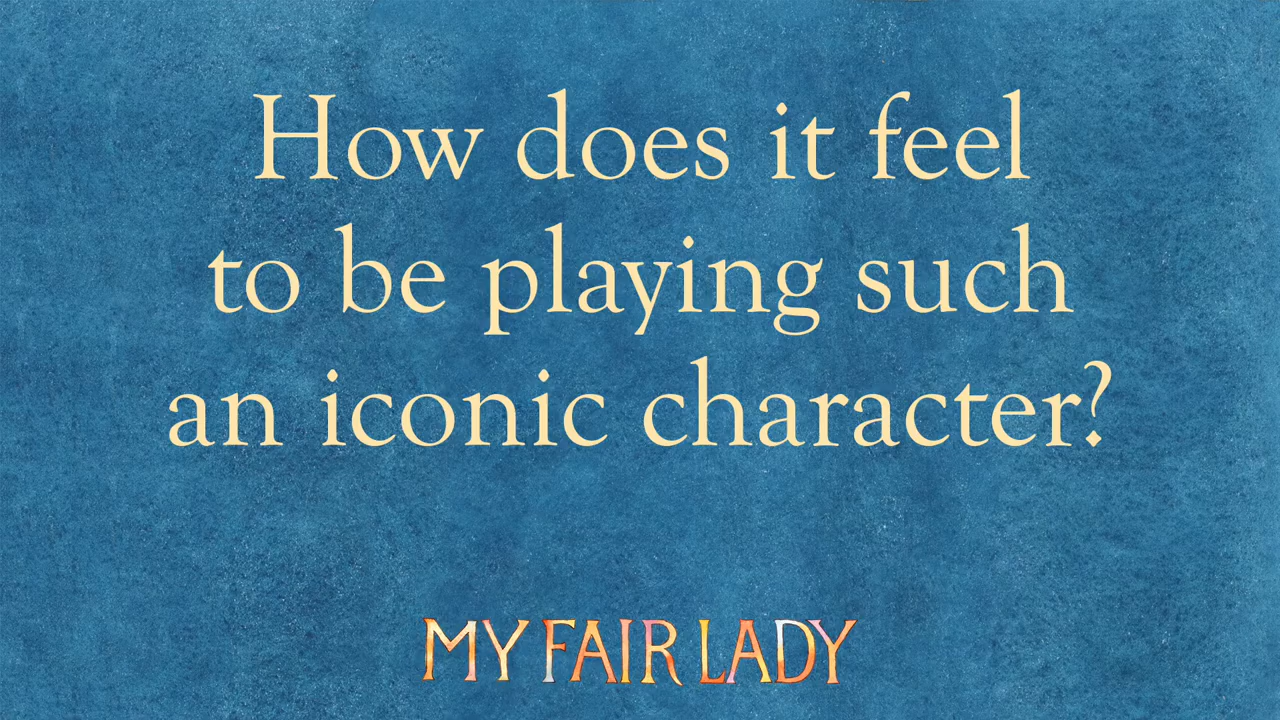 How does it feel
to be playing such
an iconic character?
MY FAIR LADY